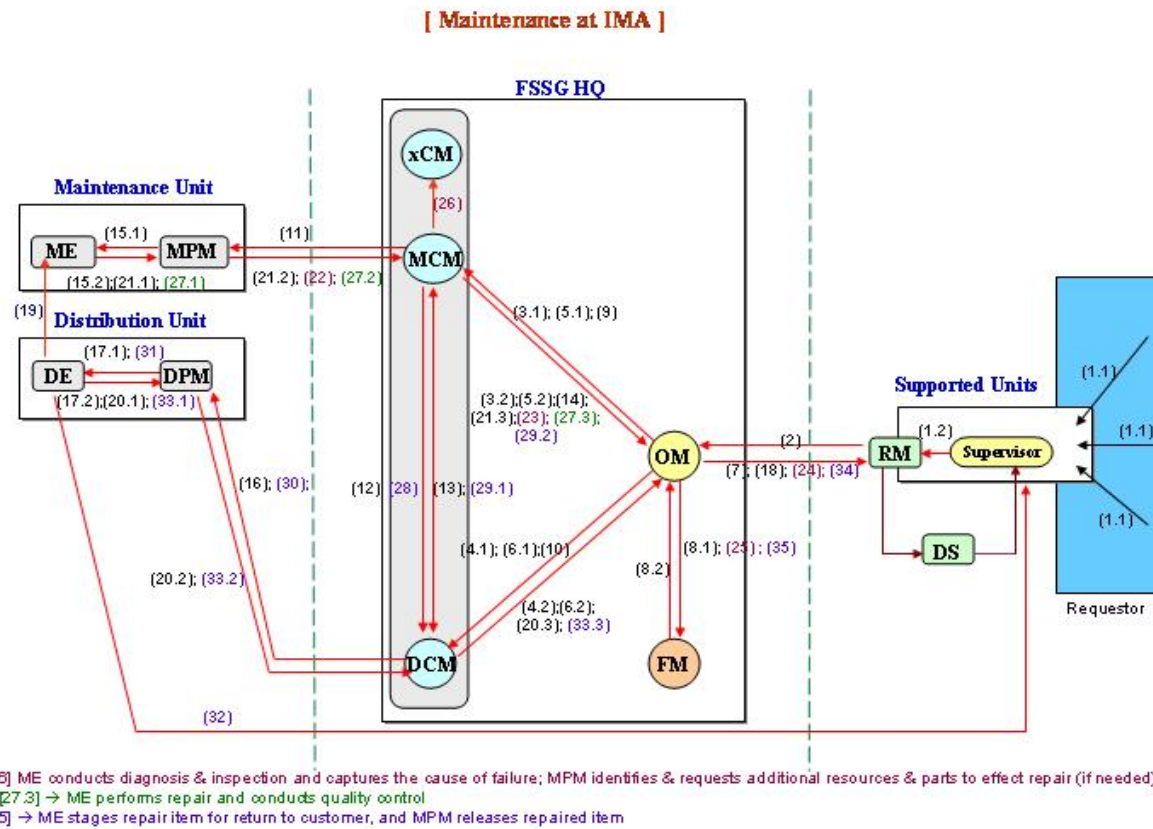 [ Maintenance at IMA ]
FSSG HQ
xCM
(26)
Maintenance Unit
(15.1)
(11)
ME
MPM
MCM
(15.2);(21.1); (27.1)
(21.2); (22); (27.2)
(19)
(3.1); (5.1); (9)
Distribution Unit
(17.1); (31)
DE
DPM
(17.2);(20.1); (33.1)
(3.2);(5.2);(14);
(21.3);(23); (27.3);
(29.2)
Supported Units
(1.1)
(1.2)
(1.1)
(2)
OM
RM
Supervisor
(7); (18); (24); (34)
(16); (30);
(12) (28)
(13); (29.1)
(1.1)
(4.1); (6.1);(10)
(8.1); (25) ; (35)
DS
(8.2)
(20.2); (33.2)
(4.2);(6.2);
(20.3); (33.3)
Requestor
DCM
FM
(32)
6] ME conducts diagnosis & inspection and captures the cause of failure; MPM identifies & requests additional resources & parts to effect repair (if needed)
[27.3] → ME performs repair and conducts quality control
5] → ME stages repair item for return to customer, and MPM releases repaired item